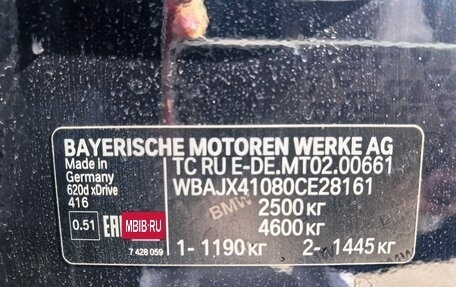 BAYERISCHE MOTOREN WERKE AG
Made in
Germany
620d xDrive
416
TC RU E-DE.MT02.00661
WBAJX41080CE28161
BMW
2500 кг
4600 кг
0.51
EAC
MBIB·RU
7 428 059
1- 1190 кг
2- 1445 кг